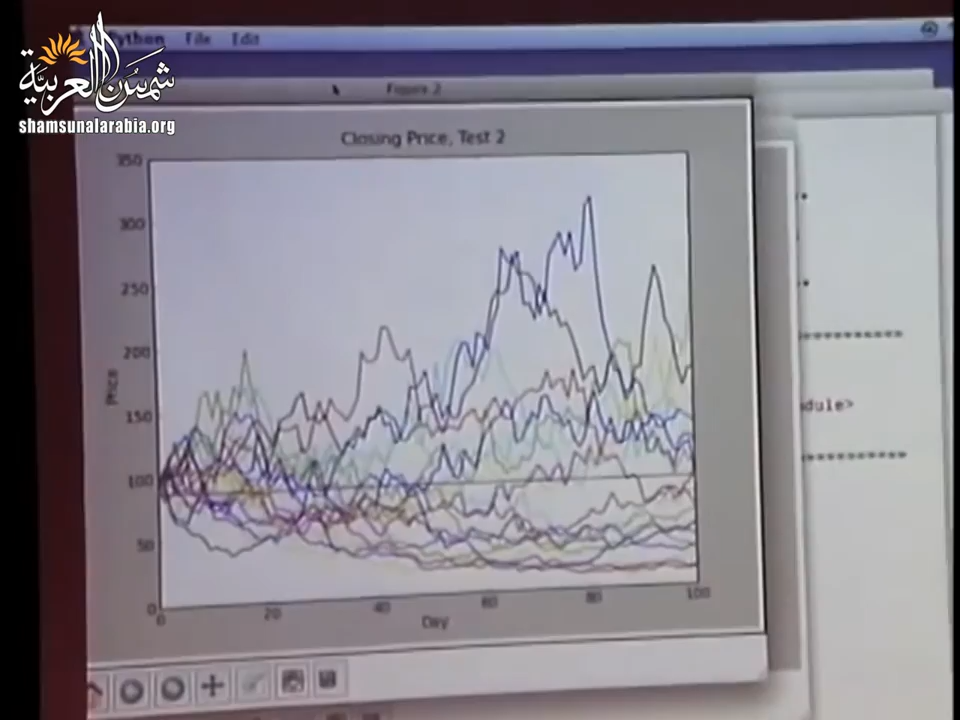 شمسُ العربيّة
shamsunalarabia.org
Python File Edit
Figure 2
Closing Price, Test 2
350
300
250
200
150
100
50
0
Price
0 20 40 60 80 100
Day
dule>